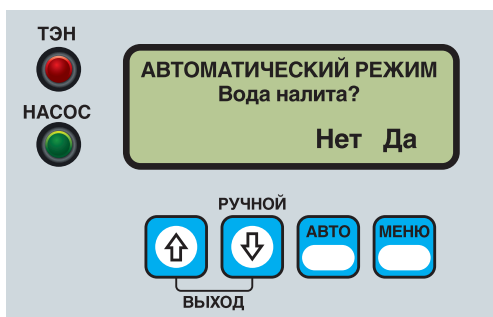 ТЭН
НАСОС
АВТОМАТИЧЕСКИЙ РЕЖИМ
Вода налита?
Нет Да
РУЧНОЙ
АВТО
МЕНЮ
ВЫХОД